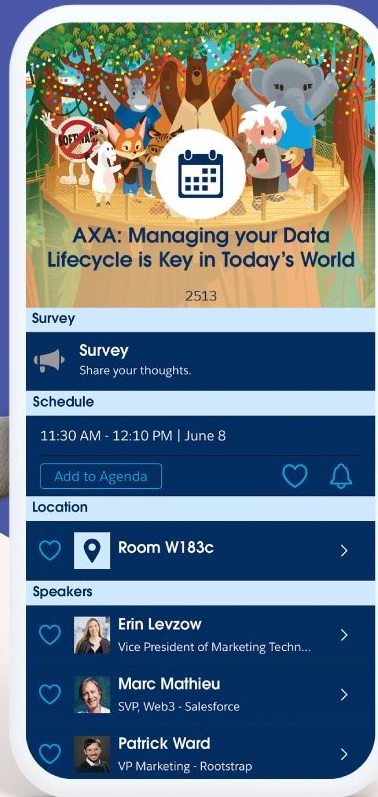 SOFTWARE
AXA: Managing your Data
Lifecycle is Key in Today's World
2513
Survey
Survey
Share your thoughts.
Schedule
11:30 AM - 12:10 PM | June 8
Add to Agenda
Location
Room W183c
Speakers
Erin Levzow
Vice President of Marketing Techn...
Marc Mathieu
SVP, Web3 - Salesforce
Patrick Ward
VP Marketing - Rootstrap